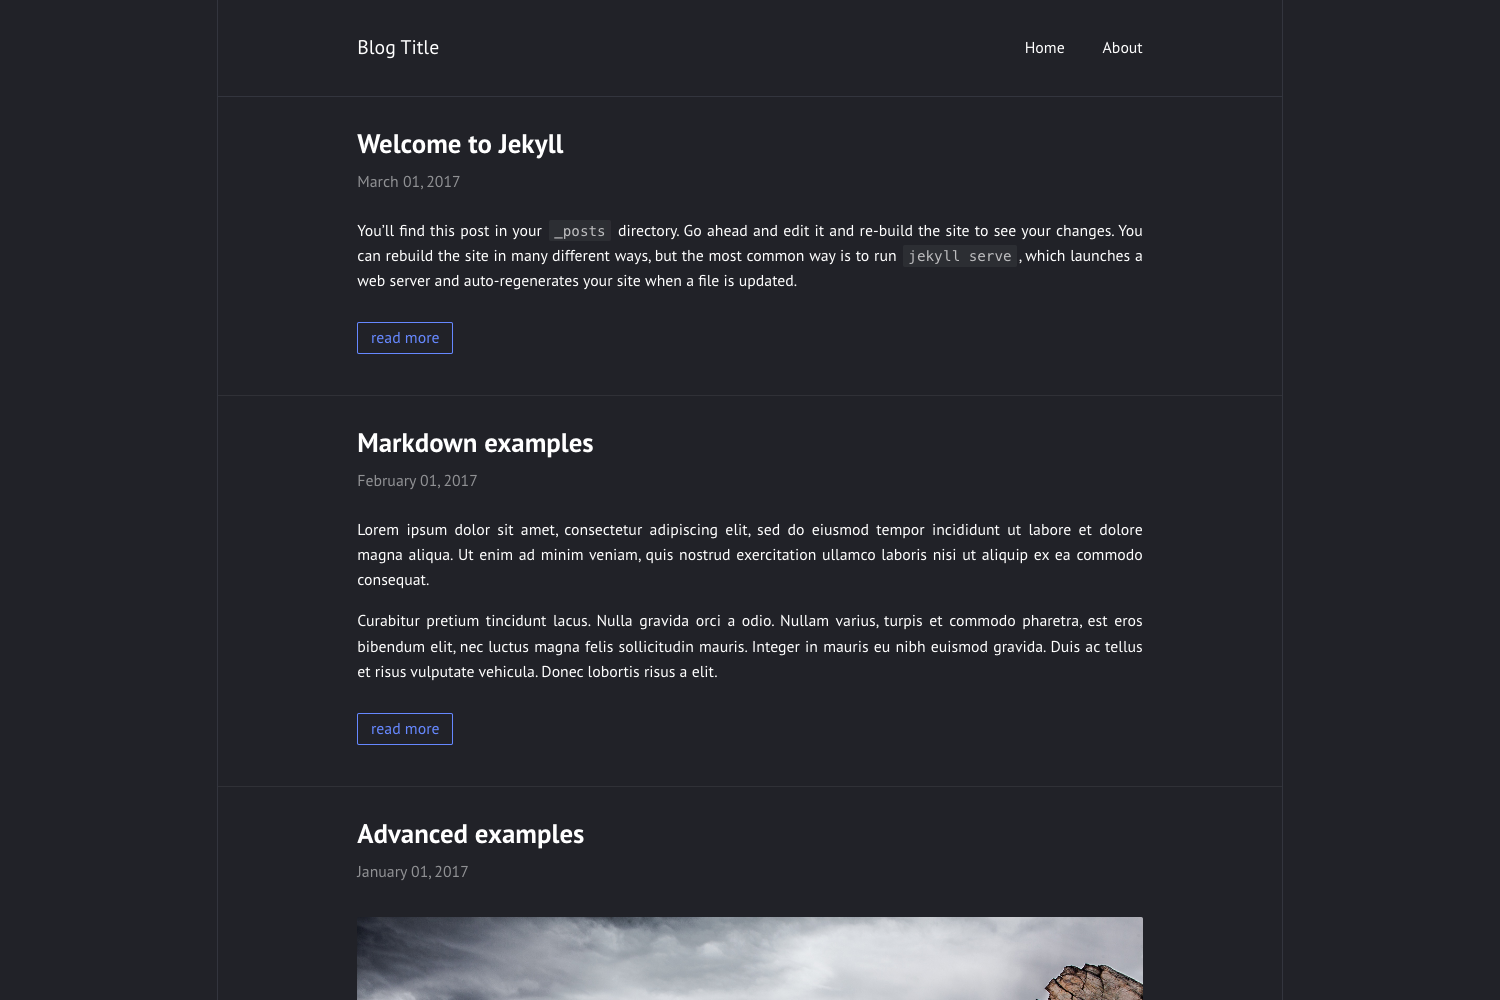 Blog Title
Home About
Welcome to Jekyll
March 01, 2017
You'll find this post in your _posts directory. Go ahead and edit it and re-build the site to see your changes. You
can rebuild the site in many different ways, but the most common way is to run jekyll serve, which launches a
web server and auto-regenerates your site when a file is updated.
read more
Markdown examples
February 01, 2017
Lorem ipsum dolor sit amet, consectetur adipiscing elit, sed do eiusmod tempor incididunt ut labore et dolore
magna aliqua. Ut enim ad minim veniam, quis nostrud exercitation ullamco laboris nisi ut aliquip ex ea commodo
consequat.
Curabitur pretium tincidunt lacus. Nulla gravida orci a odio. Nullam varius, turpis et commodo pharetra, est eros
bibendum elit, nec luctus magna felis sollicitudin mauris. Integer in mauris eu nibh euismod gravida. Duis ac tellus
et risus vulputate vehicula. Donec lobortis risus a elit.
read more
Advanced examples
January 01, 2017